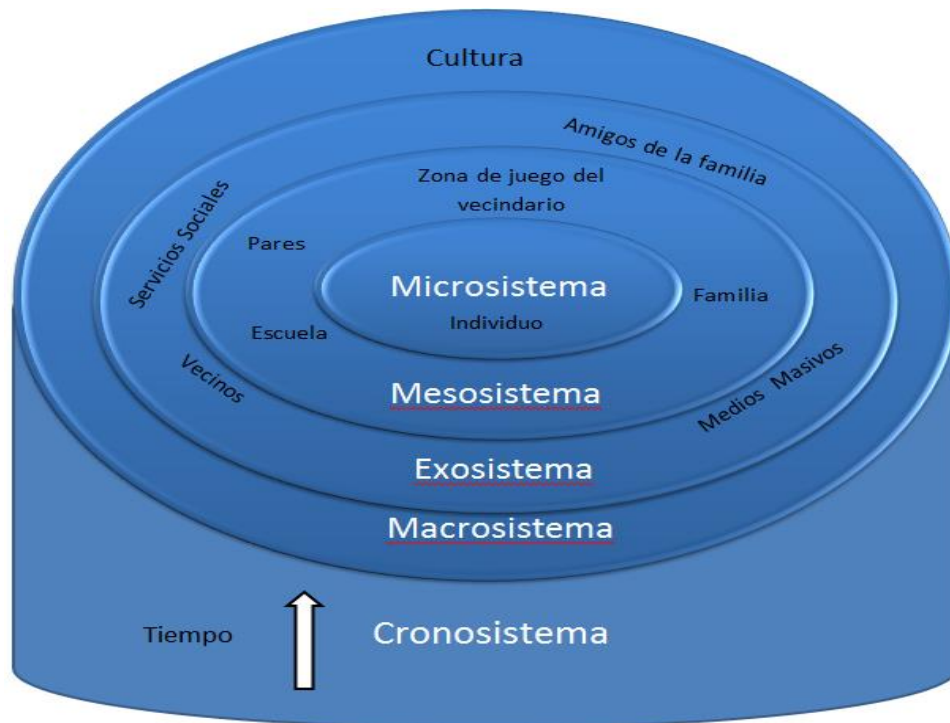 Cultura
Amigos de la familia
Servicios Sociales
Zona de juego del
vecindario
Pares
Microsistema
Familia
Individuo
Escuela
Vecinos
Medios Masivos
Mesosistema
Exosistema
Macrosistema
Tiempo
Cronosistema